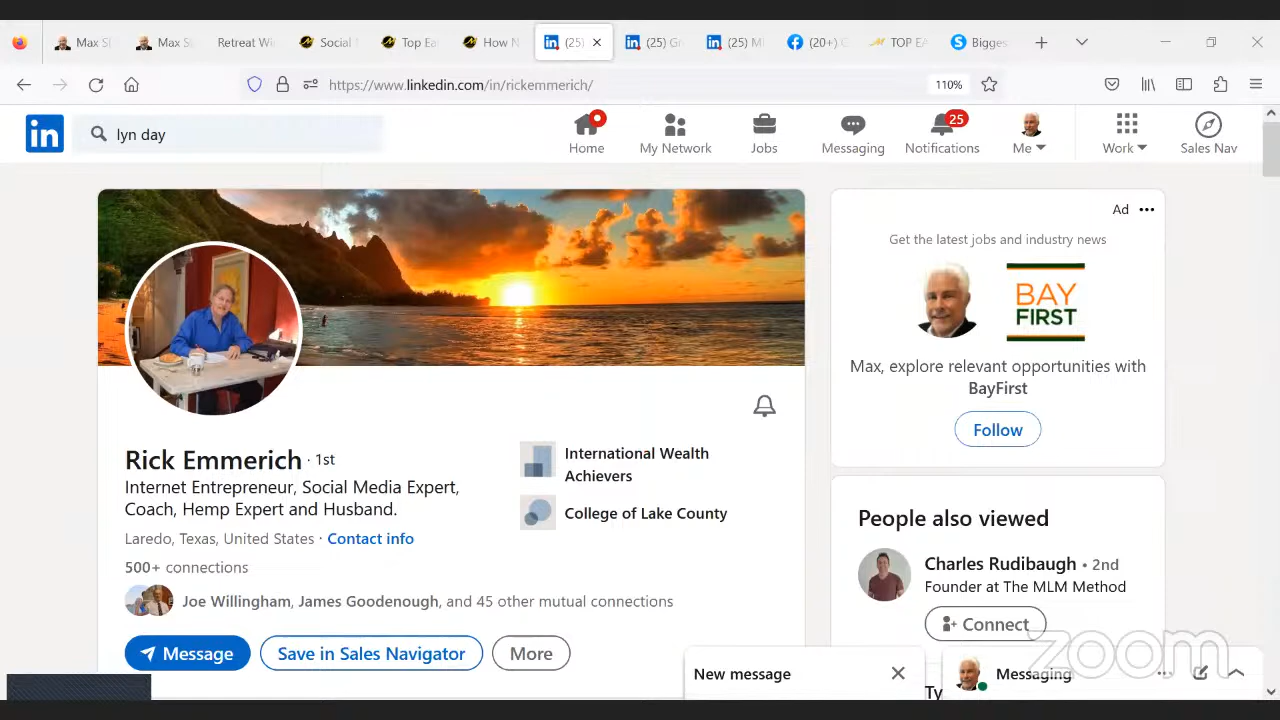 Max S
Max S
Retreat Wi
Social
Top Ea
How N
(25)
(25) G
(25) M
(20+)
TOP EA
Bigges
https://www.linkedin.com/in/rickemmerich/
110%
in
lyn day
Home
My Network
Jobs
Messaging
25
Notifications
Me
Work
Sales Nav
Ad
Get the latest jobs and industry news
BAY
FIRST
Max, explore relevant opportunities with
BayFirst
Follow
Rick Emmerich · 1st
Internet Entrepreneur, Social Media Expert,
Coach, Hemp Expert and Husband.
Laredo, Texas, United States · Contact info
500+ connections
Joe Willingham, James Goodenough, and 45 other mutual connections
Message
Save in Sales Navigator
More
International Wealth
Achievers
College of Lake County
People also viewed
Charles Rudibaugh • 2nd
Founder at The MLM Method
Connect
Ty
New message
Messaging
zoom